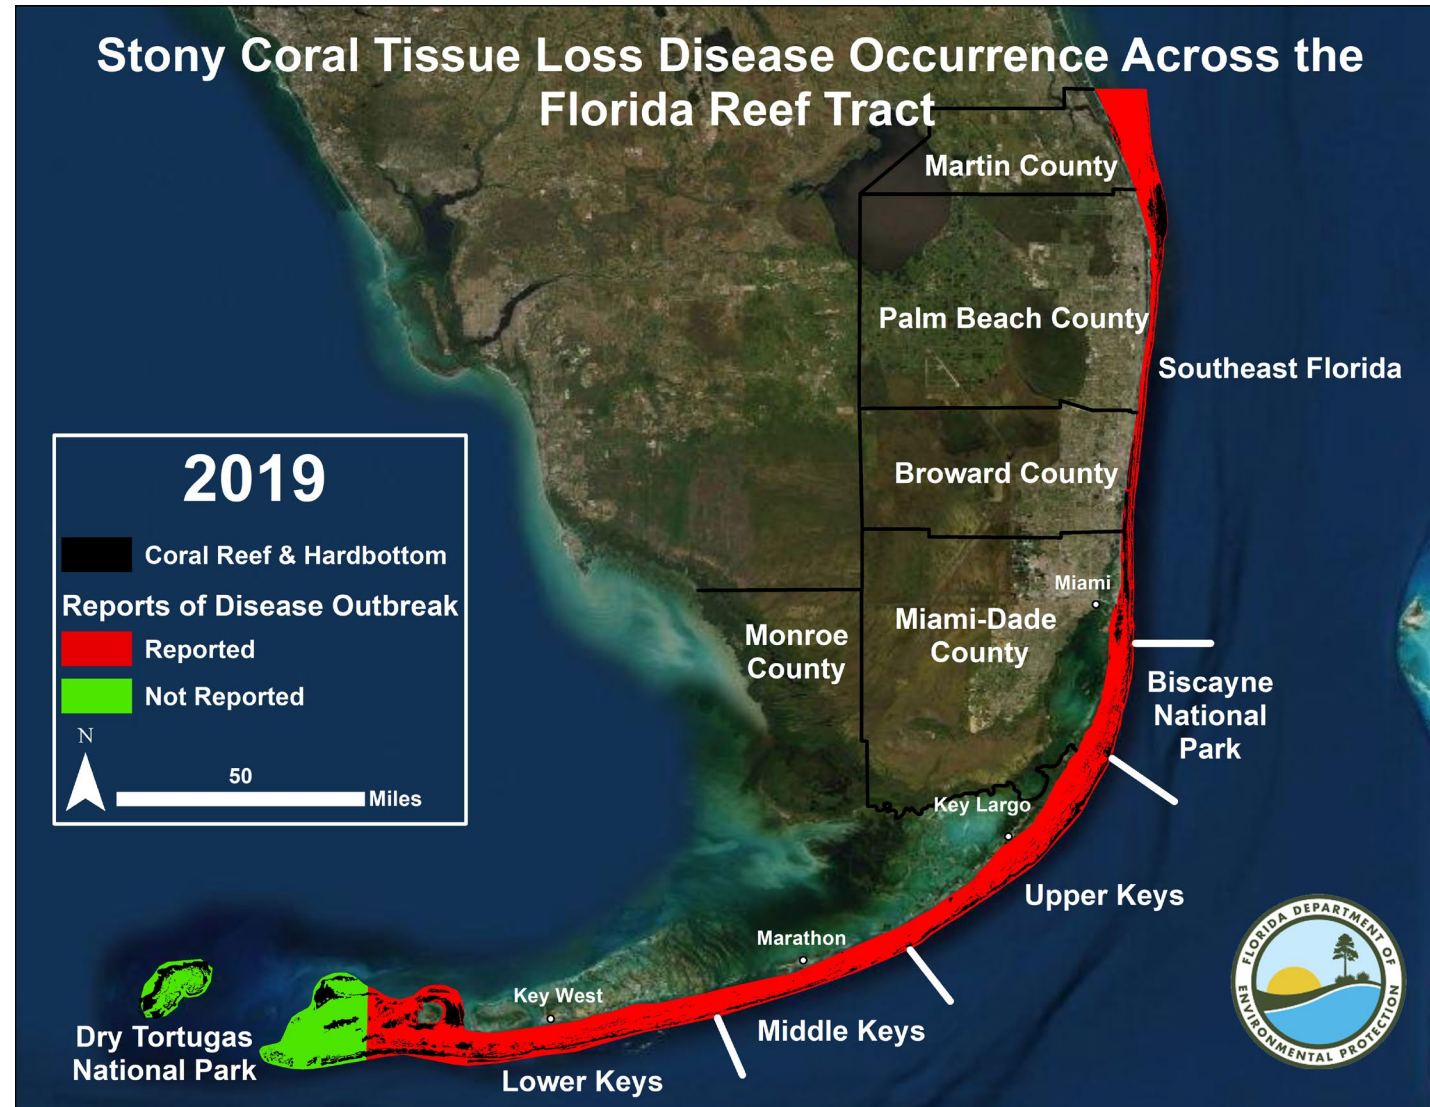 Stony Coral Tissue Loss Disease Occurrence Across the
Florida Reef Tract
Martin County
Palm Beach County
Southeast Florida
Broward County
Miami
Miami-Dade
County
Monroe
County
Biscayne
National
Park
Key Largo
Upper Keys
Marathon
Middle Keys
Key West
Lower Keys
Dry Tortugas
National Park
2019
Coral Reef & Hardbottom
Reports of Disease Outbreak
Reported
Not Reported
N
50
Miles
FLORIDA DEPARTMENT OF
ENVIRONMENTAL PROTECTION